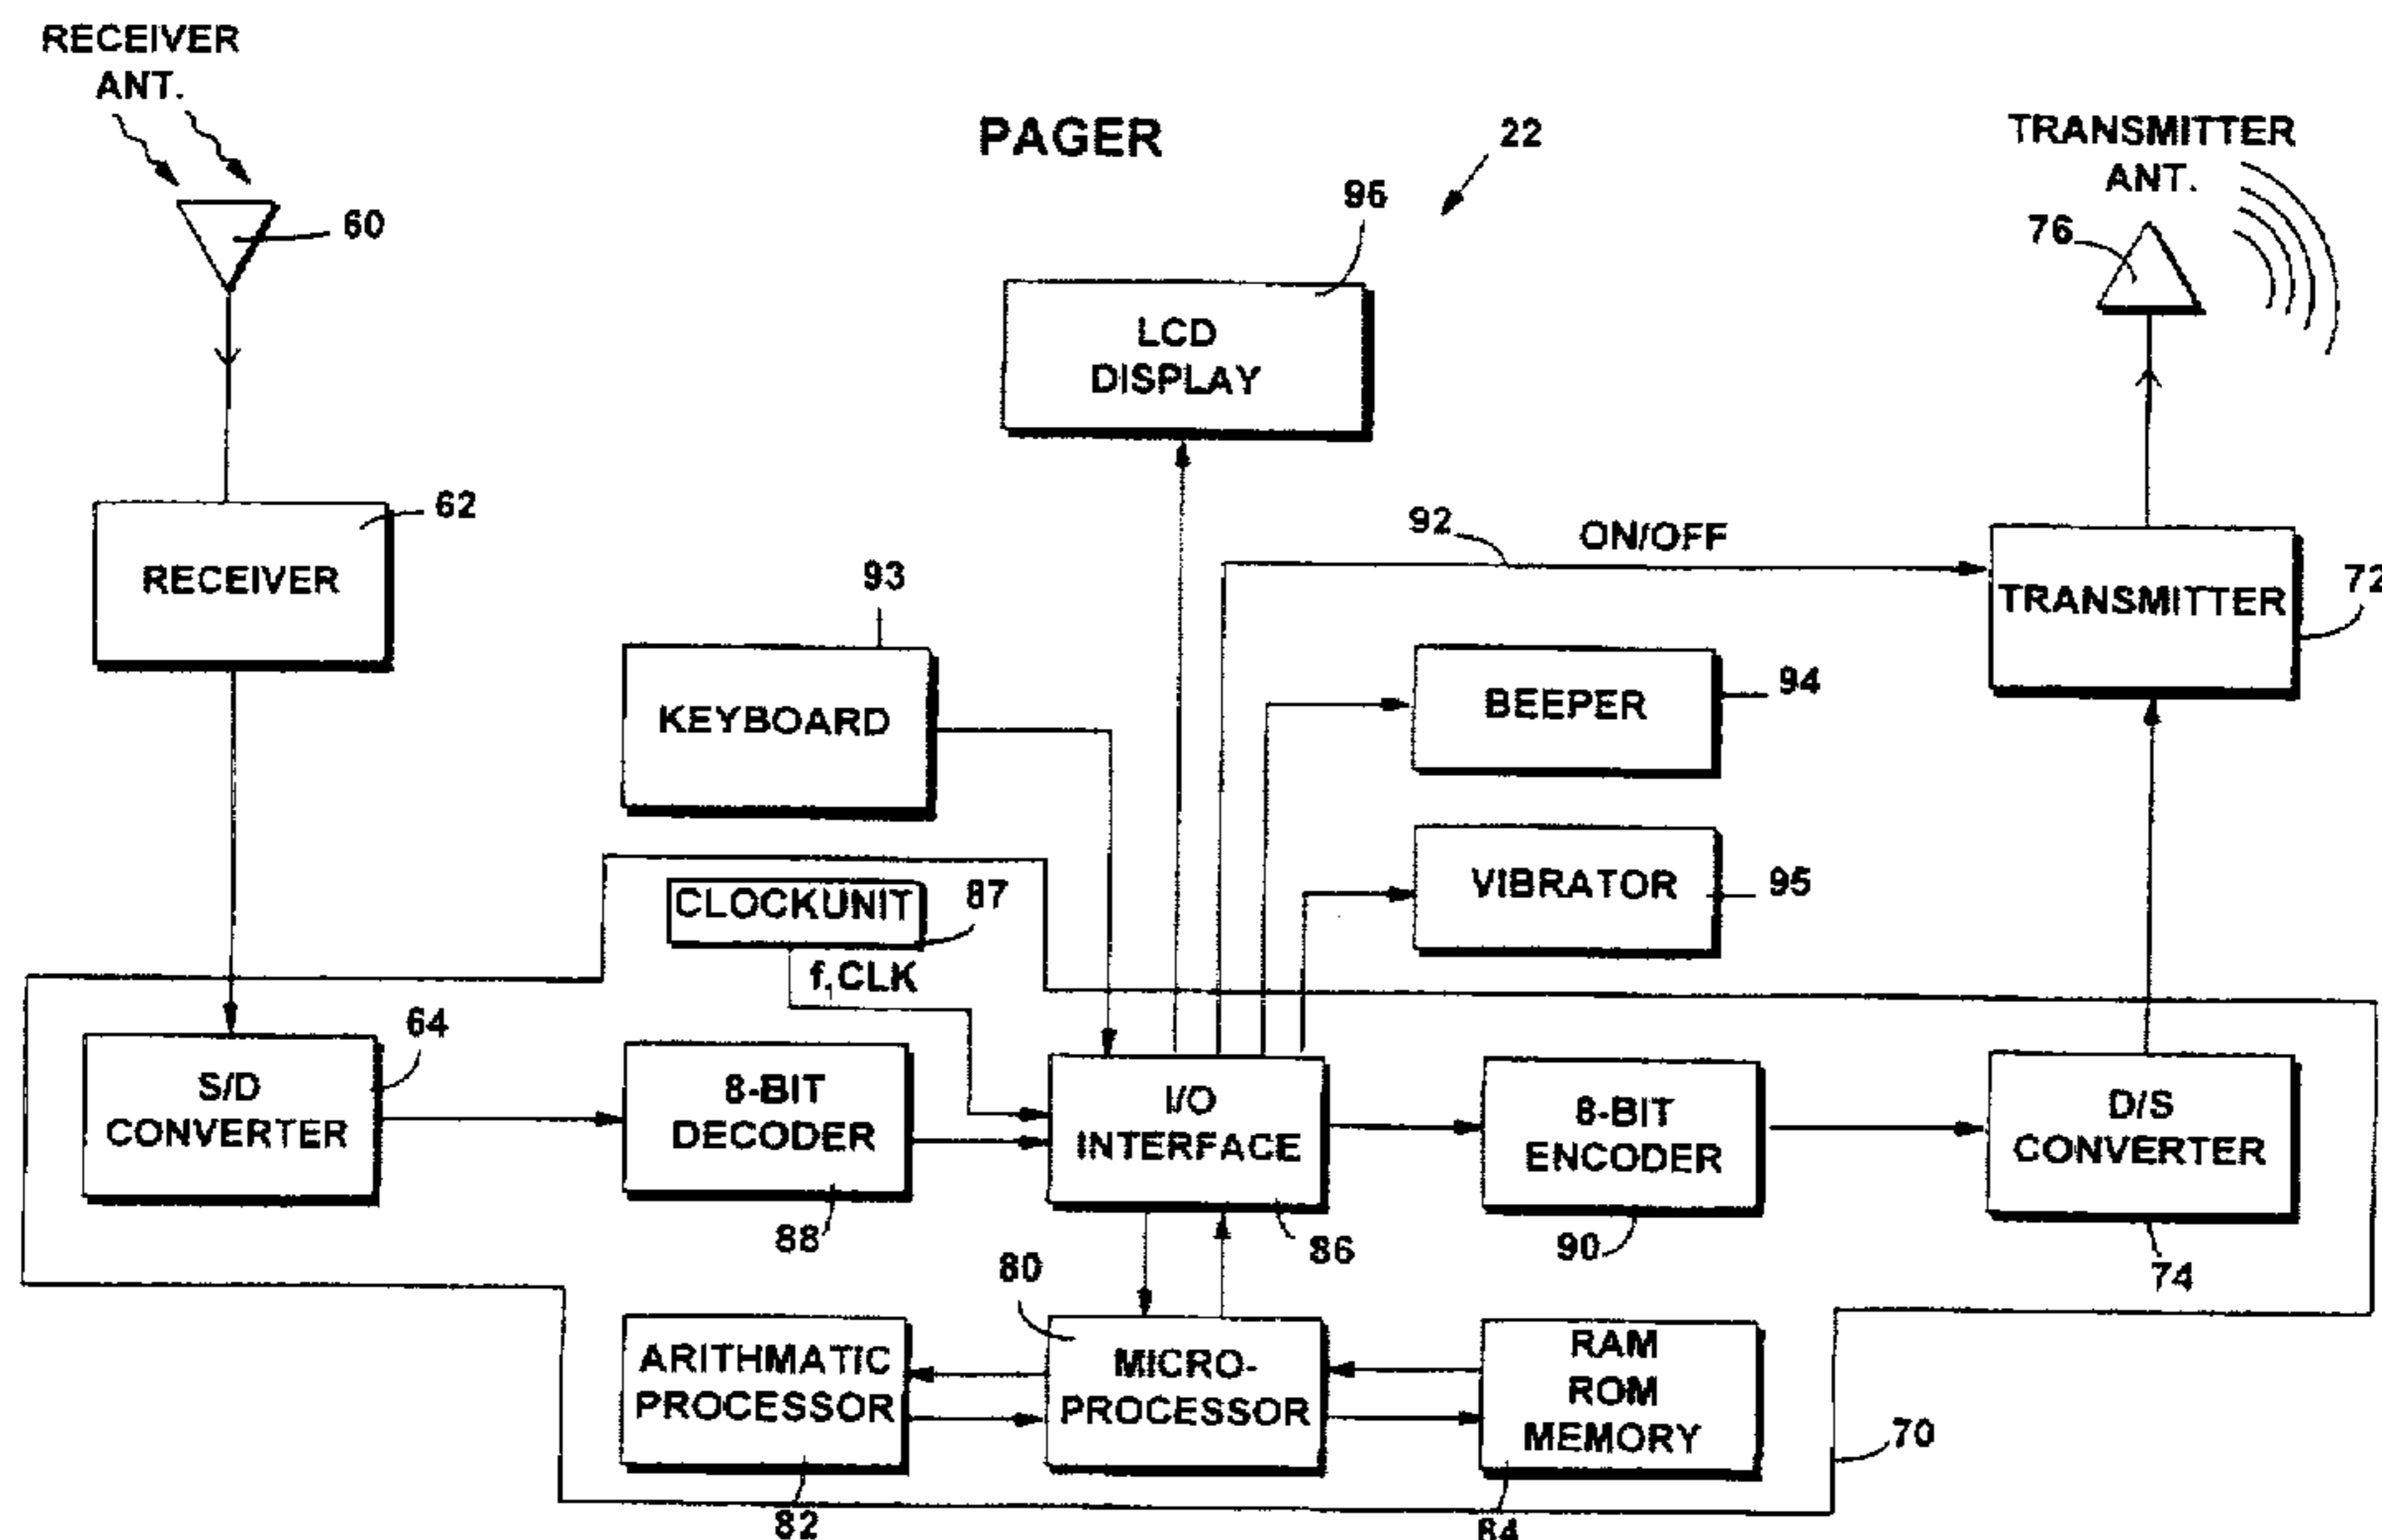 RECEIVER
ANT.
60
PAGER
22
TRANSMITTER
ANT.
76
96
LCD
DISPLAY
RECEIVER
62
93
KEYBOARD
92
ON/OFF
TRANSMITTER
72
BEEPER
94
VIBRATOR
95
CLOCKUNIT
87
f,CLK
S/D
CONVERTER
64
8-BIT
DECODER
88
I/O
INTERFACE
86
8-BIT
ENCODER
90
D/S
CONVERTER
74
ARITHMATIC
PROCESSOR
82
80
MICRO-
PROCESSOR
RAM
ROM
MEMORY
84
70